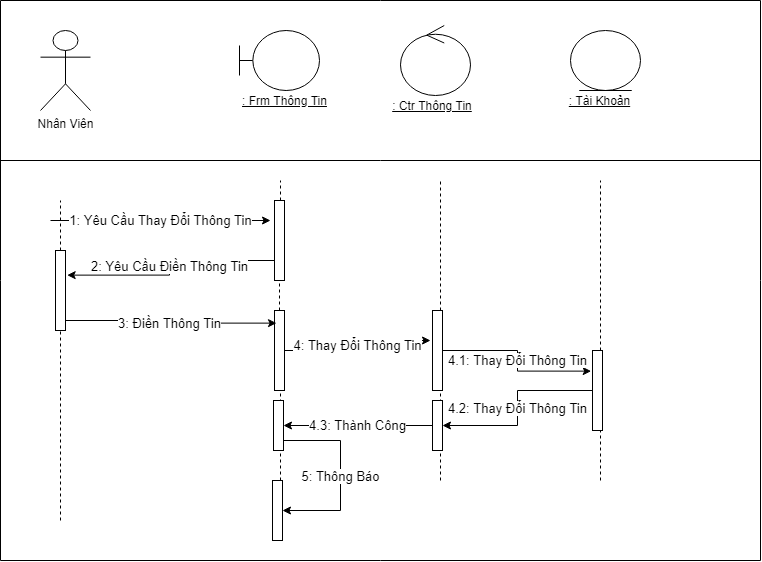 Nhân Viên
: Frm Thông Tin
: Ctr Thông Tin
: Tài Khoản
1: Yêu Cầu Thay Đổi Thông Tin
2: Yêu Cầu Điền Thông Tin
3: Điền Thông Tin
4: Thay Đổi Thông Tin
4.1: Thay Đổi Thông Tin
4.2: Thay Đổi Thông Tin
4.3: Thành Công
5: Thông Báo